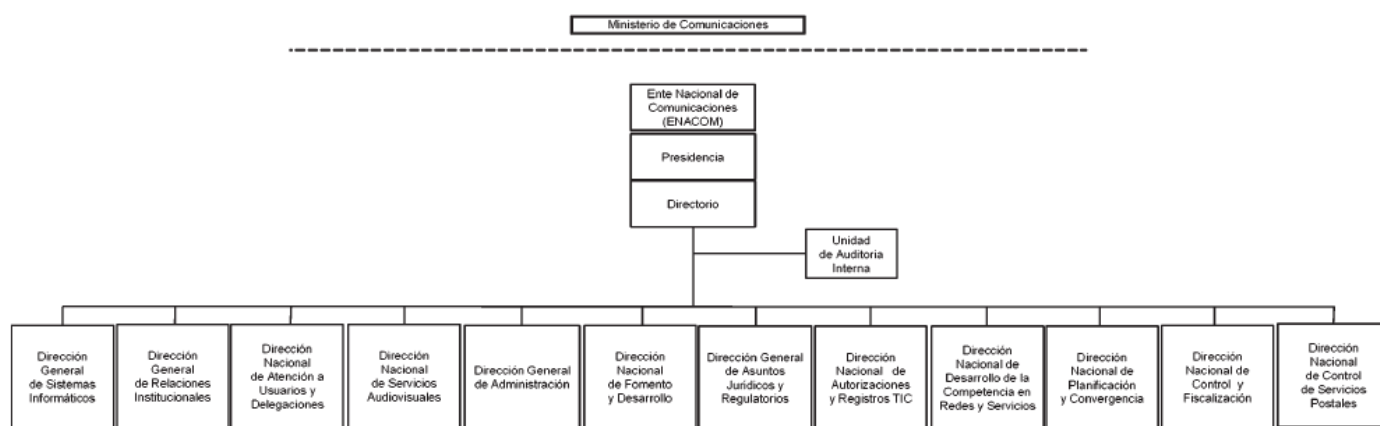 Ministerio de Comunicaciones
Ente Nacional de
Comunicaciones
(ENACOM)
Presidencia
Directorio
Unidad
de Auditoria
Interna
Dirección
General
de Sistemas
Informáticos
Dirección
General
de Relaciones
Institucionales
Dirección
Nacional
de Atención a
Usuarios y
Delegaciones
Dirección
Nacional
de Servicios
Audiovisuales
Dirección General
de Administración
Dirección
Nacional
de Fomento
y Desarrollo
Dirección General
de Asuntos
Jurídicos y
Regulatorios
Dirección
Nacional de
Autorizaciones
y Registros TIC
Dirección
Nacional de
Desarrollo de la
Competencia en
Redes y Servicios
Dirección
Nacional de
Planificación
y Convergencia
Dirección
Nacional de
Control y
Fiscalización
Dirección
Nacional
de Control
de Servicios
Postales